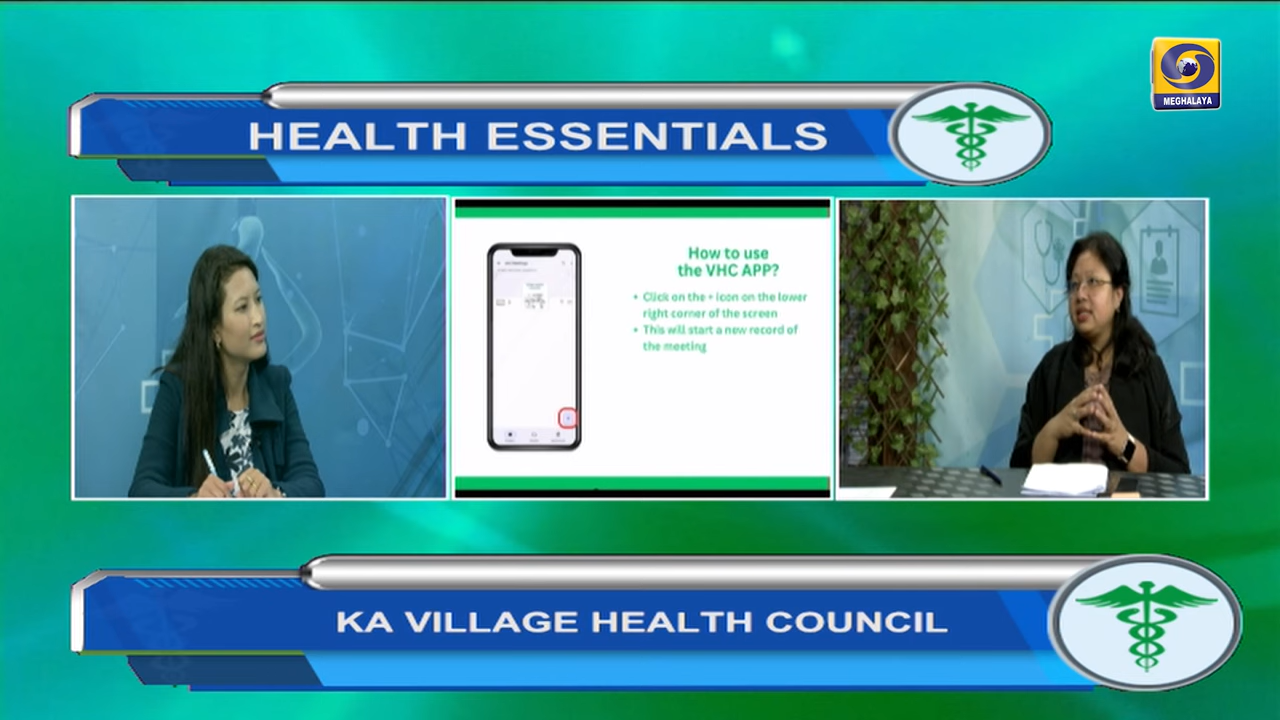 MEGHALAYA
HEALTH ESSENTIALS
How to use
the VHC APP?
• Click on the + icon on the lower
right corner of the screen
• This will start a new record of
the meeting
KA VILLAGE HEALTH COUNCIL